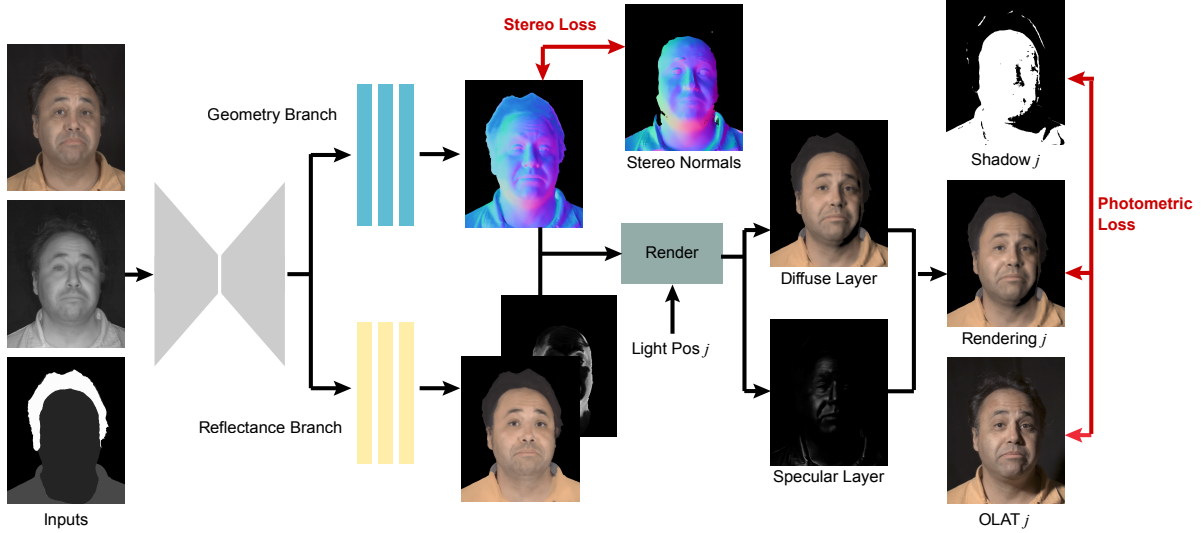 Stereo Loss
Geometry Branch
Stereo Normals
Shadow j
Photometric
Loss
Render
Diffuse Layer
Light Pos j
Rendering j
Reflectance Branch
Specular Layer
Inputs
OLAT j